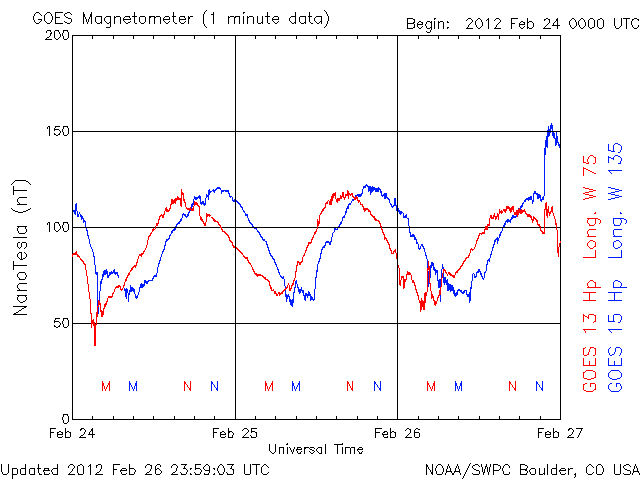 GOES Magnetometer (1 minute data)
Begin: 2012 Feb 24 0000 UTC
200
150
100
50
0
NanoTesla (nT)
M M N N M M N N M M N N
Feb 24 Feb 25 Feb 26 Feb 27
Universal Time
GOES 13 Hp Long. W 75
GOES 15 Hp Long. W 135
Updated 2012 Feb 26 23:59:03 UTC
NOAA/SWPC Boulder, CO USA